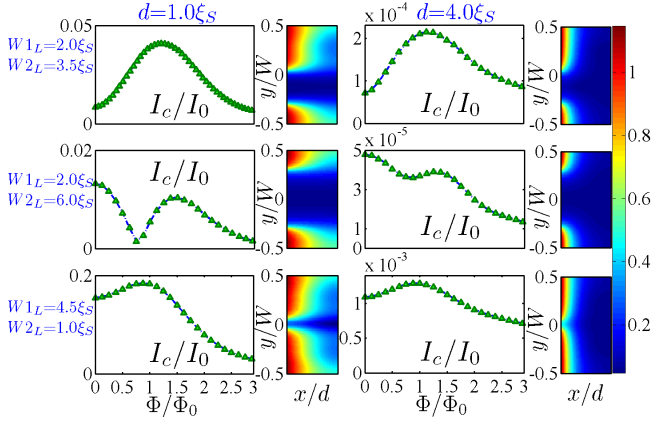 d=1.0ξ_S
d=4.0ξ_S
W1_L=2.0ξ_S
W2_L=3.5ξ_S
0.05
0
I_c/I_0
0.5
0
-0.5
y/W
x 10^-4
2
1
0
I_c/I_0
0.5
0
-0.5
y/W
W1_L=2.0ξ_S
W2_L=6.0ξ_S
0.02
0
I_c/I_0
0.5
0
-0.5
y/W
x 10^-5
5
3
1
0
I_c/I_0
0.5
0
-0.5
y/W
W1_L=4.5ξ_S
W2_L=1.0ξ_S
0.2
0
I_c/I_0
0 0.5 1 1.5 2 2.5 3
Φ/Φ_0
0.5
0
-0.5
y/W
x/d
x 10^-3
1
0.5
0
I_c/I_0
0 0.5 1 1.5 2 2.5 3
Φ/Φ_0
0.5
0
-0.5
y/W
x/d
1
0.8
0.6
0.4
0.2